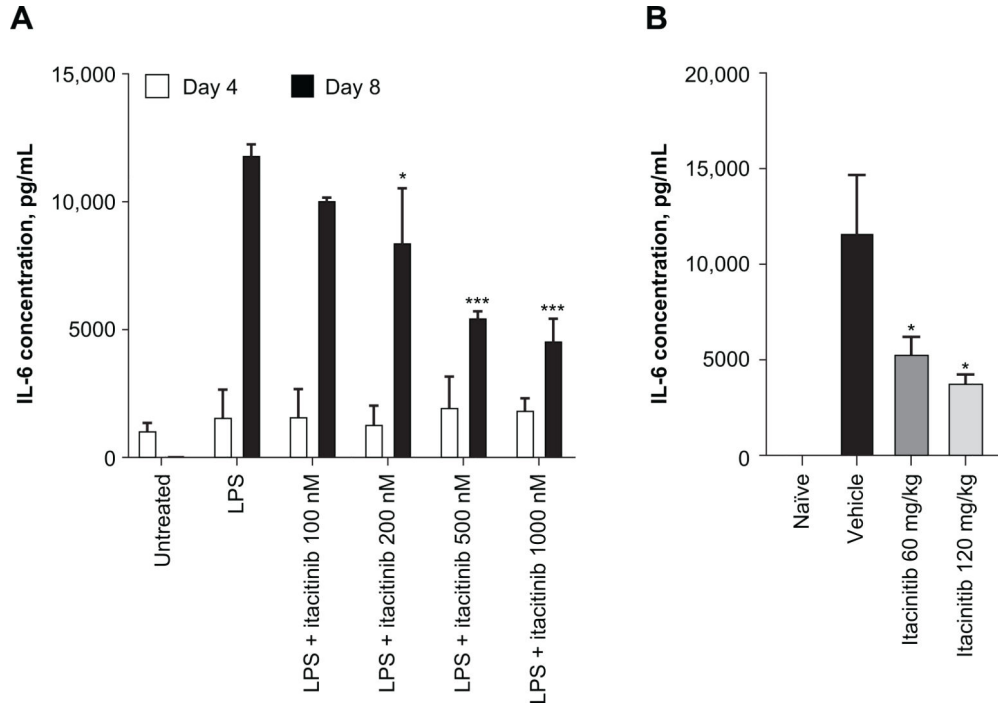 A
IL-6 concentration, pg/mL
15,000
10,000
5000
0
Day 4
Day 8
*
***
***
Untreated
LPS
LPS + itacitinib 100 nM
LPS + itacitinib 200 nM
LPS + itacitinib 500 nM
LPS + itacitinib 1000 nM
B
IL-6 concentration, pg/mL
20,000
15,000
10,000
5000
0
*
*
Naïve
Vehicle
Itacinitib 60 mg/kg
Itacinitib 120 mg/kg